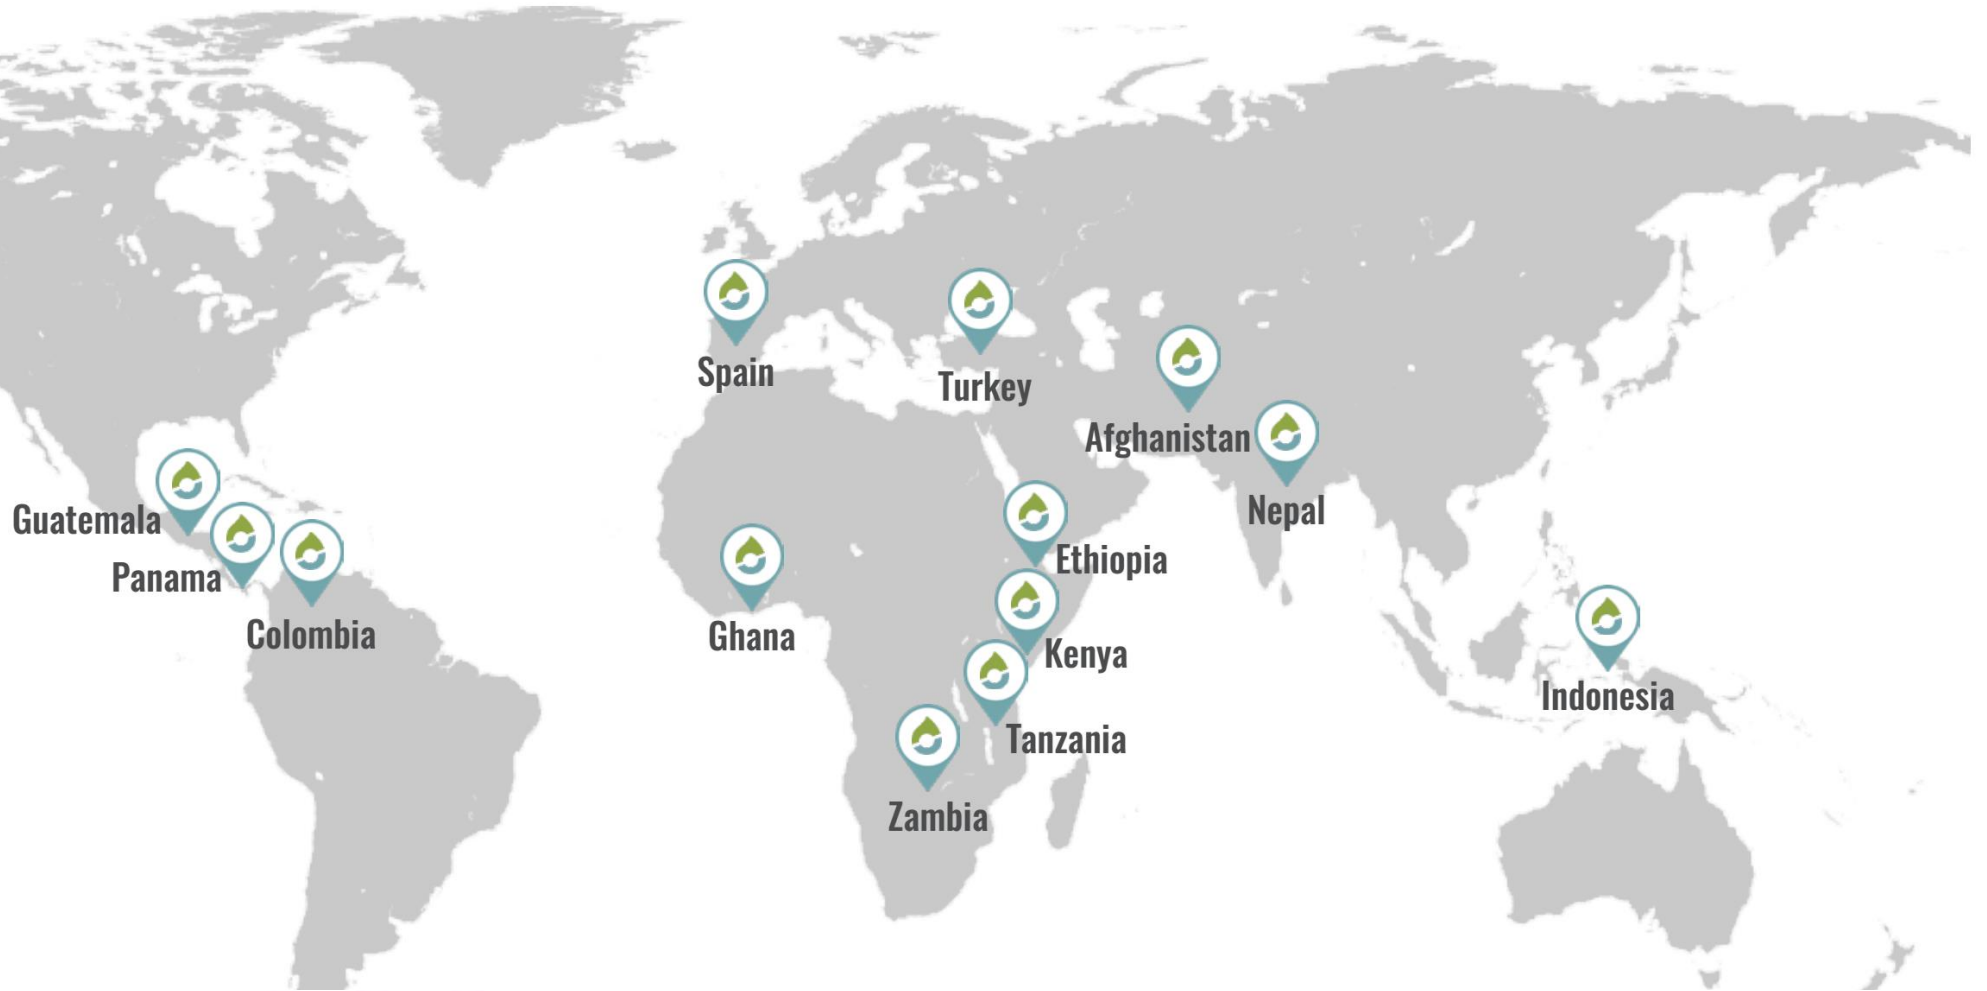 Spain
Turkey
Afghanistan
Nepal
Guatemala
Panama
Colombia
Ghana
Ethiopia
Kenya
Tanzania
Zambia
Indonesia